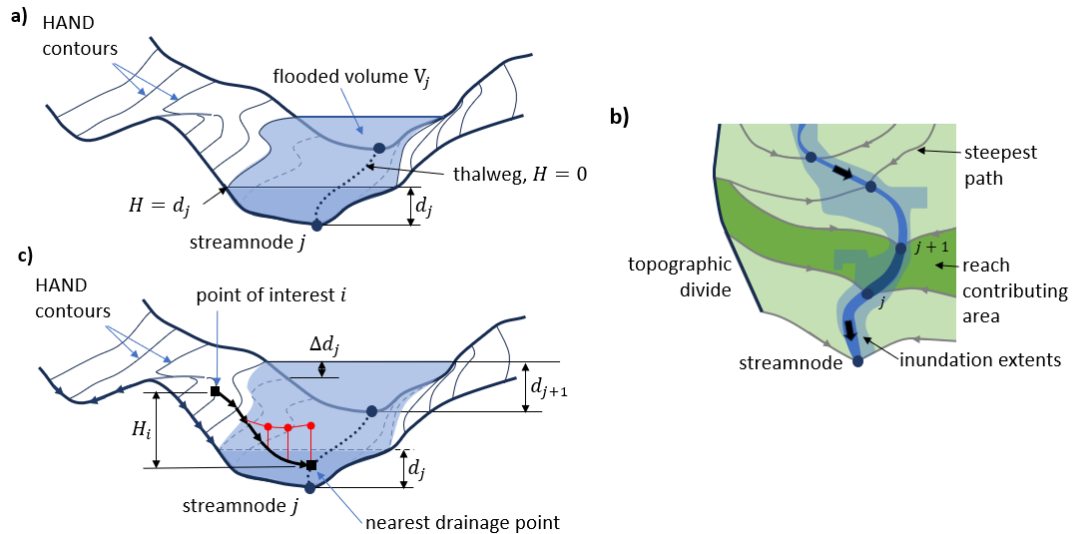 a)
HAND
contours
flooded volume V_j
thalweg, H = 0
H = d_j
d_j
streamnode j
b)
steepest
path
j + 1
topographic
divide
reach
contributing
area
j
streamnode
inundation extents
c)
HAND
contours
point of interest i
Δd_j
d_{j+1}
H_i
d_j
streamnode j
nearest drainage point